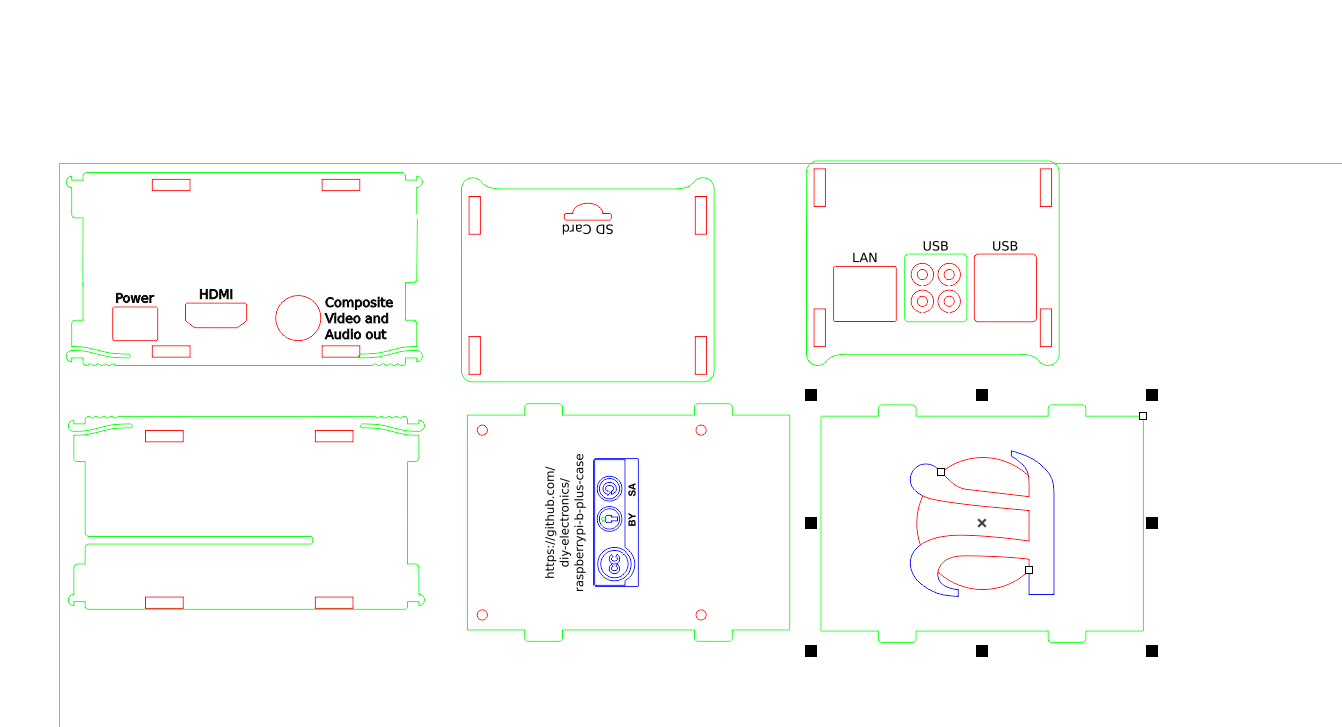 Power
HDMI
Composite
Video and
Audio out
SD Card
LAN
USB
USB
https://github.com/
diy-electronics/
raspberrypi-b-plus-case
CC
BY
SA
π